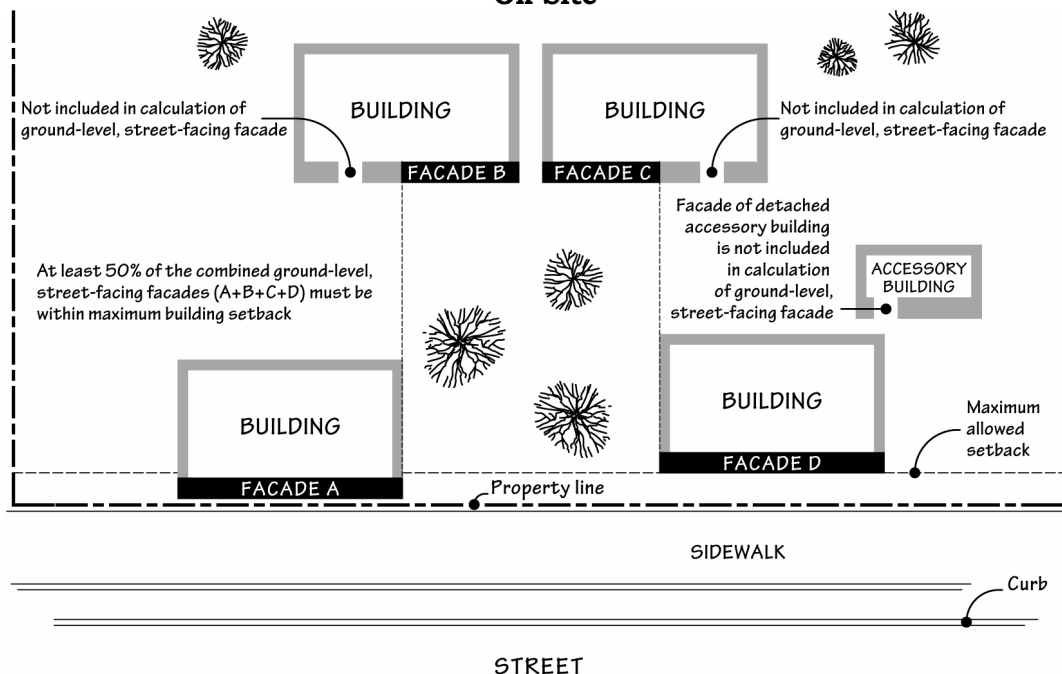 On Site
Not included in calculation of
ground-level, street-facing facade
BUILDING
BUILDING
Not included in calculation of
ground-level, street-facing facade
FACADE B
FACADE C
Facade of detached
accessory building
is not included
in calculation
of ground-level,
street-facing facade
ACCESSORY
BUILDING
At least 50% of the combined ground-level,
street-facing facades (A+B+C+D) must be
within maximum building setback
BUILDING
BUILDING
Maximum
allowed
setback
FACADE A
FACADE D
Property line
SIDEWALK
Curb
STREET